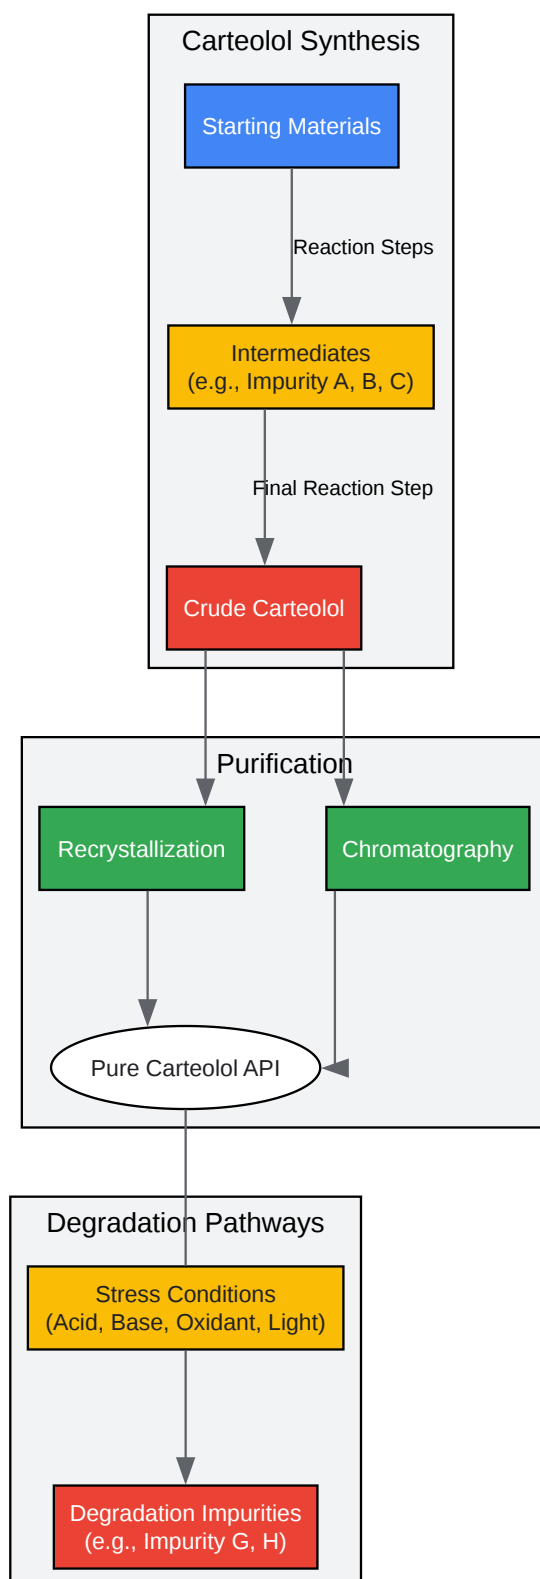 Carteolol Synthesis
Starting Materials
Reaction Steps
Intermediates
(e.g., Impurity A, B, C)
Final Reaction Step
Crude Carteolol
Purification
Recrystallization
Chromatography
Pure Carteolol API
Degradation Pathways
Stress Conditions
(Acid, Base, Oxidant, Light)
Degradation Impurities
(e.g., Impurity G, H)